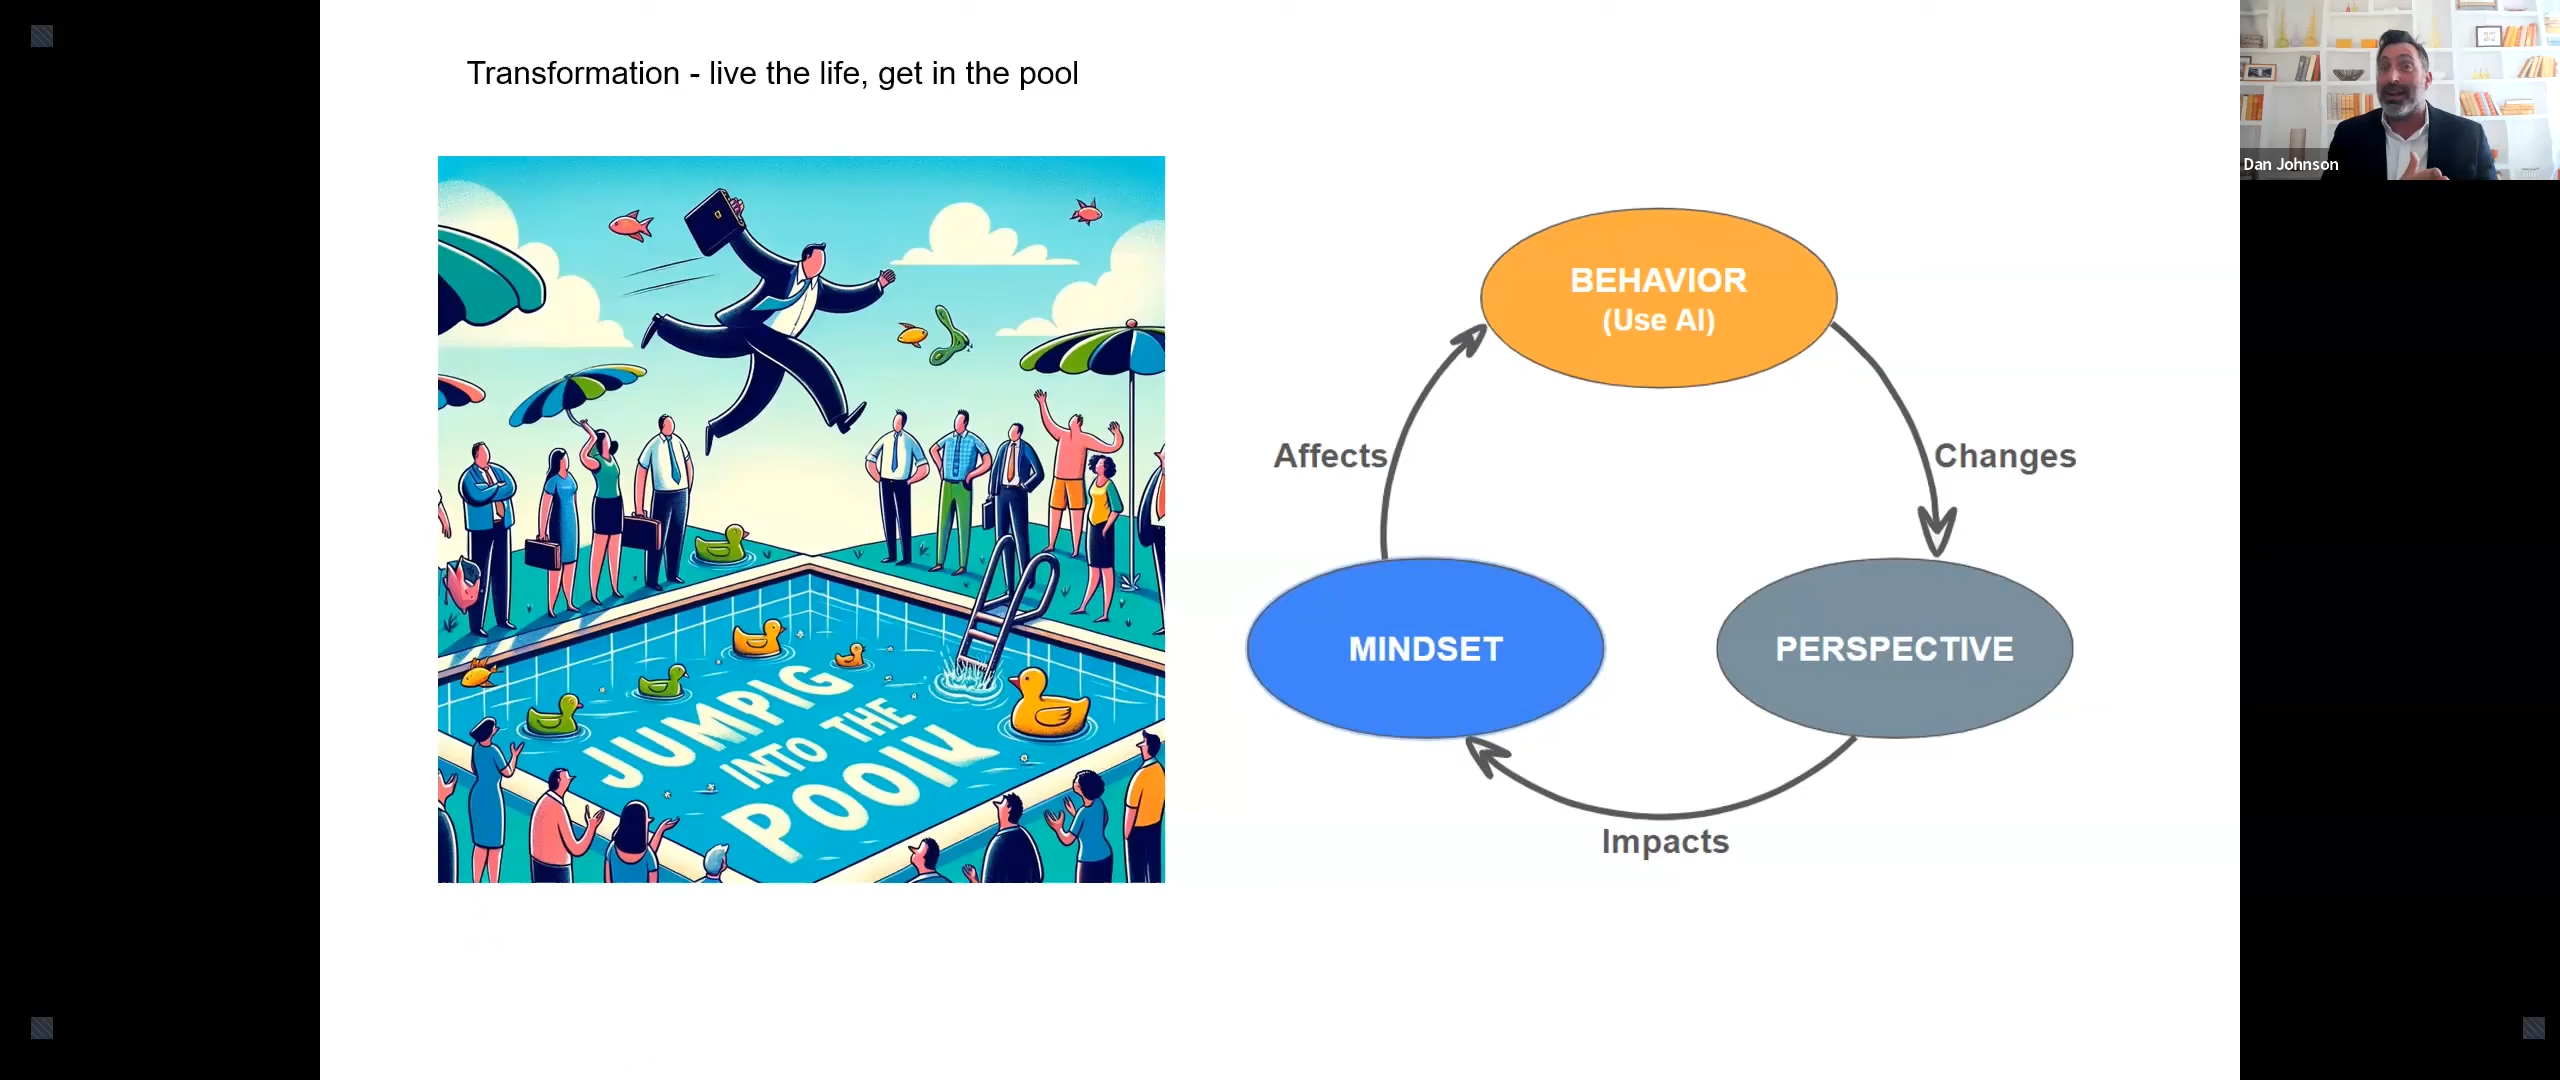 Transformation - live the life, get in the pool
JUMPIG
INTO THE
POOIV
BEHAVIOR
(Use AI)
Affects
Changes
MINDSET
PERSPECTIVE
Impacts
Dan Johnson